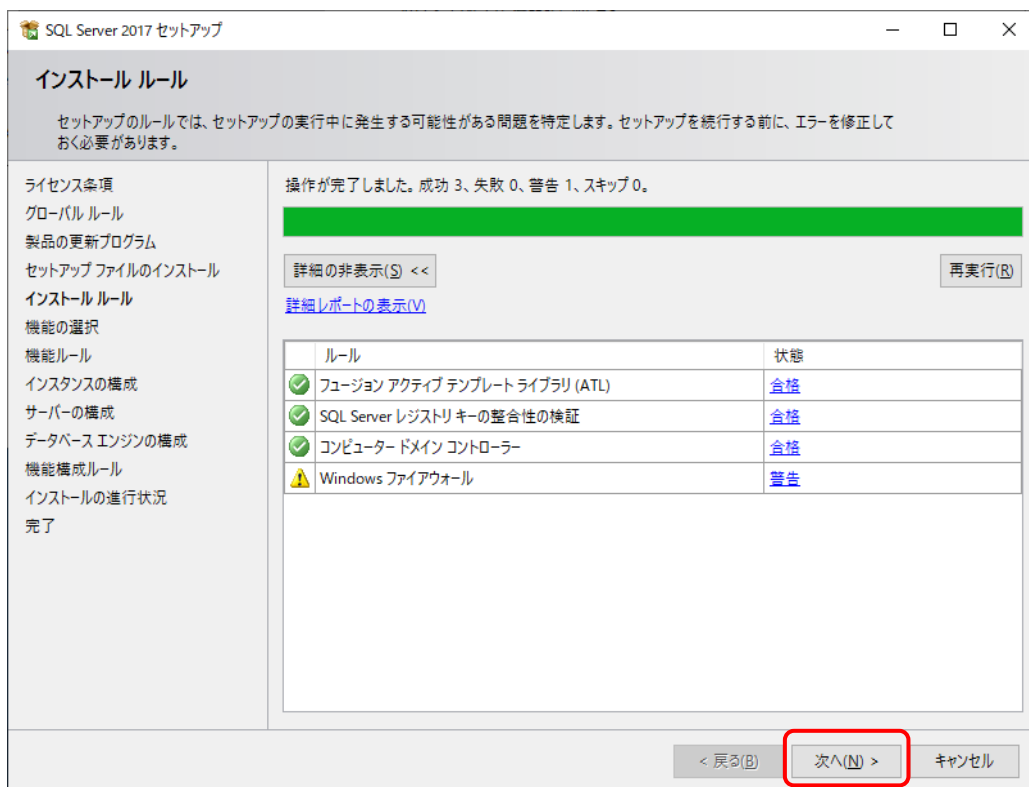 SQL Server 2017 セットアップ
インストール ルール
セットアップのルールでは、セットアップの実行中に発生する可能性がある問題を特定します。セットアップを続行する前に、エラーを修正して
おく必要があります。
ライセンス条項
グローバル ルール
製品の更新プログラム
セットアップ ファイルのインストール
インストール ルール
機能の選択
機能ルール
インスタンスの構成
サーバーの構成
データベース エンジンの構成
機能構成ルール
インストールの進行状況
完了
操作が完了しました。成功 3、失敗 0、警告 1、スキップ 0。
詳細の非表示(S) <<
再実行(R)
詳細レポートの表示(V)
ルール 状態
フュージョン アクティブ テンプレート ライブラリ (ATL) 合格
SQL Server レジストリ キーの整合性の検証 合格
コンピューター ドメイン コントローラー 合格
Windows ファイアウォール 警告
< 戻る(B) 次へ(N) > キャンセル